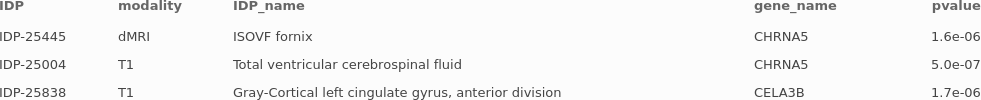 IDP modality IDP_name gene_name pvalue
IDP-25445 dMRI ISOVF fornix CHRNA5 1.6e-06
IDP-25004 T1 Total ventricular cerebrospinal fluid CHRNA5 5.0e-07
IDP-25838 T1 Gray-Cortical left cingulate gyrus, anterior division CELA3B 1.7e-06